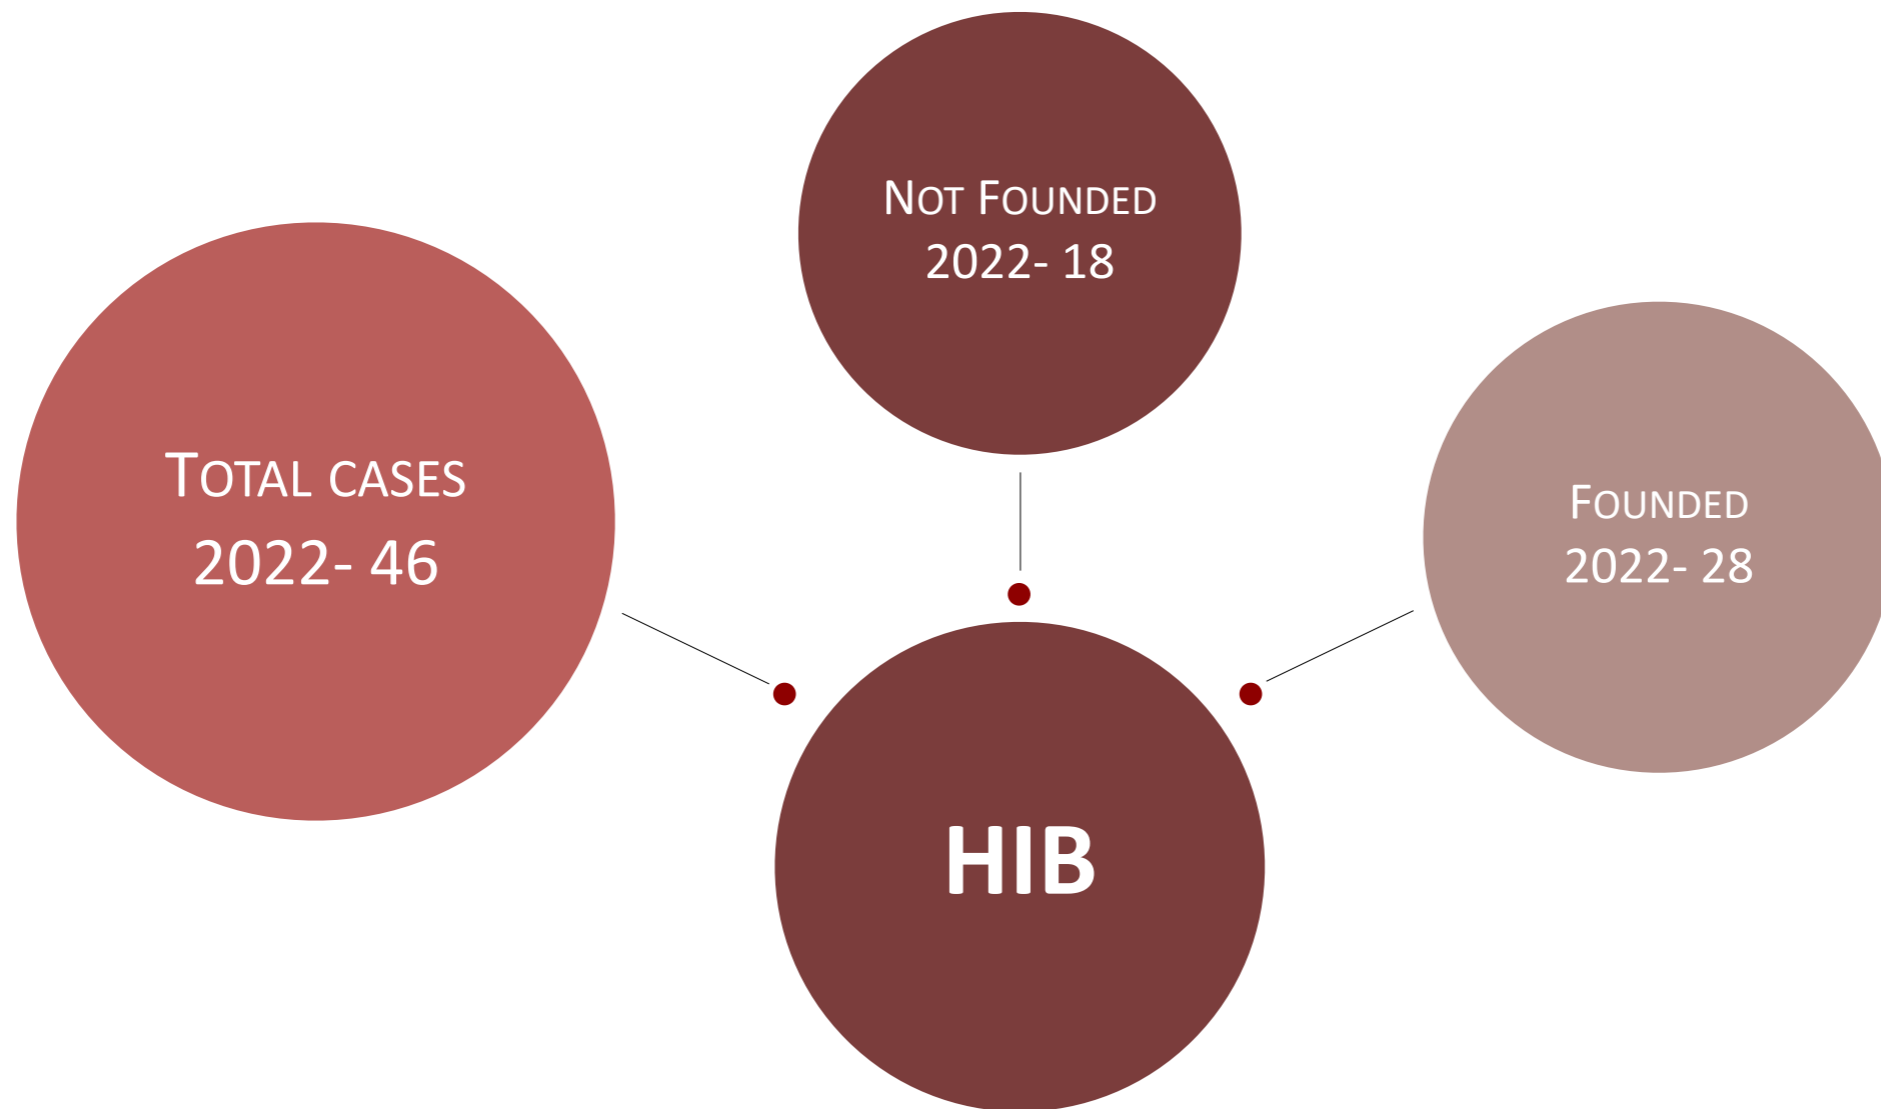 Not Founded
2022- 18
Total cases
2022- 46
Founded
2022- 28
HIB